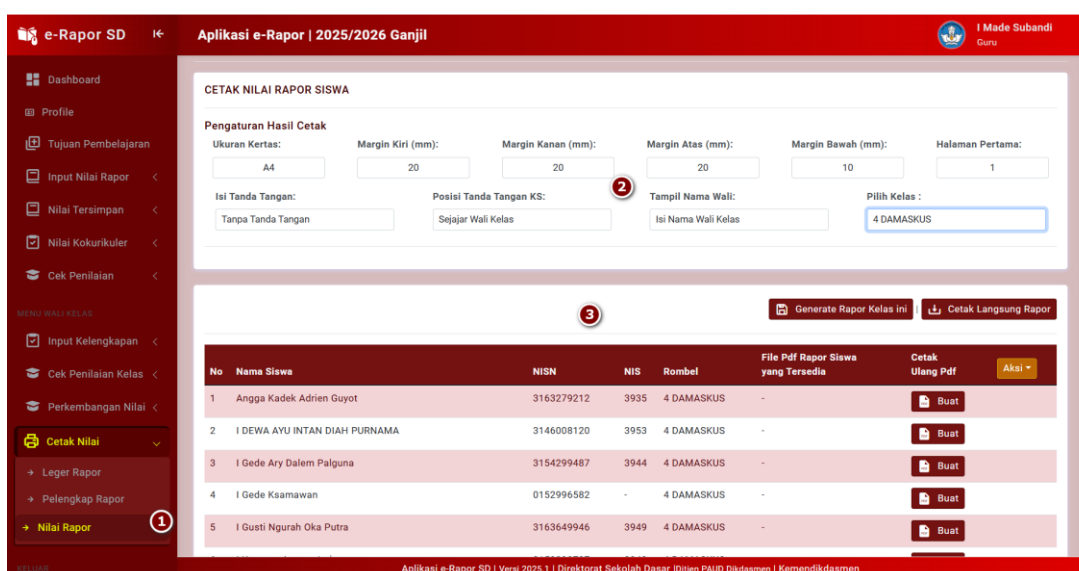 e-Rapor SD
Aplikasi e-Rapor | 2025/2026 Ganjil
I Made Subandi
Guru
Dashboard
Profile
Tujuan Pembelajaran
Input Nilai Rapor
Nilai Tersimpan
Nilai Kokurikuler
Cek Penilaian
MENU WALI KELAS
Input Kelengkapan
Cek Penilaian Kelas
Perkembangan Nilai
Cetak Nilai
Leger Rapor
Pelengkap Rapor
Nilai Rapor
1
KELUAR
CETAK NILAI RAPOR SISWA
Pengaturan Hasil Cetak
Ukuran Kertas: Margin Kiri (mm): Margin Kanan (mm): Margin Atas (mm): Margin Bawah (mm): Halaman Pertama:
A4 20 20 20 10 1
2
Isi Tanda Tangan: Posisi Tanda Tangan KS: Tampil Nama Wali: Pilih Kelas :
Tanpa Tanda Tangan Sejajar Wali Kelas Isi Nama Wali Kelas 4 DAMASKUS
3
Generate Rapor Kelas ini | Cetak Langsung Rapor
No Nama Siswa NISN NIS Rombel File Pdf Rapor Siswa yang Tersedia Cetak Ulang Pdf Aksi
1 Angga Kadek Adrien Guyot 3163279212 3935 4 DAMASKUS - Buat
2 I DEWA AYU INTAN DIAH PURNAMA 3146008120 3953 4 DAMASKUS - Buat
3 I Gede Ary Dalem Palguna 3154299487 3944 4 DAMASKUS - Buat
4 I Gede Ksamawan 0152996582 - 4 DAMASKUS - Buat
5 I Gusti Ngurah Oka Putra 3163649946 3949 4 DAMASKUS - Buat
Aplikasi e-Rapor SD | Versi 2025.1 | Direktorat Sekolah Dasar |Ditjen PAUD Dikdasmen | Kemendikdasmen